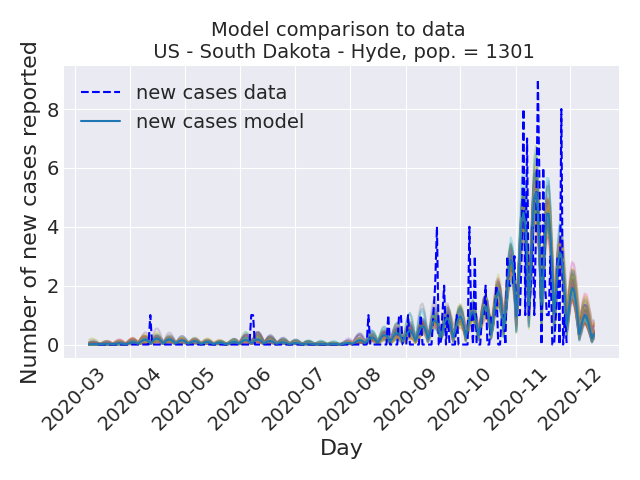 Model comparison to data
US - South Dakota - Hyde, pop. = 1301
Number of new cases reported
new cases data
new cases model
8
6
4
2
0
2020-03
2020-04
2020-05
2020-06
2020-07
2020-08
2020-09
2020-10
2020-11
2020-12
Day